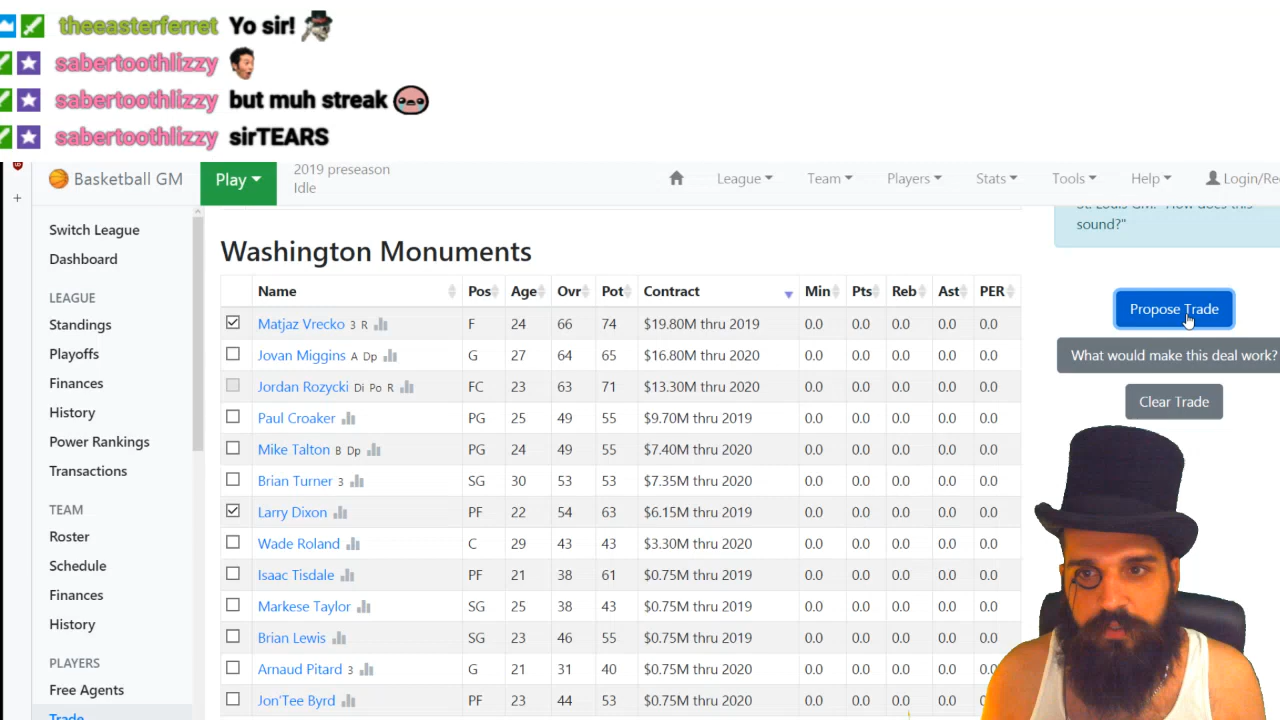 theeasterferret Yo sir!
sabertoothlizzy
sabertoothlizzy but muh streak
sabertoothlizzy sirTEARS
Basketball GM Play 2019 preseason League Team Players Stats Tools Help Login/Re
Idle
St. Louis GM: "How does this
sound?"
Switch League
Dashboard
LEAGUE
Standings
Playoffs
Finances
History
Power Rankings
Transactions
TEAM
Roster
Schedule
Finances
History
PLAYERS
Free Agents
Trade
Washington Monuments
Name Pos Age Ovr Pot Contract Min Pts Reb Ast PER
Matjaz Vrecko 3 R F 24 66 74 $19.80M thru 2019 0.0 0.0 0.0 0.0 0.0
Jovan Miggins A Dp G 27 64 65 $16.80M thru 2020 0.0 0.0 0.0 0.0 0.0
Jordan Rozycki Di Po R FC 23 63 71 $13.30M thru 2020 0.0 0.0 0.0 0.0 0.0
Paul Croaker PG 25 49 55 $9.70M thru 2019 0.0 0.0 0.0 0.0 0.0
Mike Talton B Dp PG 24 49 55 $7.40M thru 2020 0.0 0.0 0.0 0.0 0.0
Brian Turner 3 SG 30 53 53 $7.35M thru 2020 0.0 0.0 0.0 0.0 0.0
Larry Dixon PF 22 54 63 $6.15M thru 2019 0.0 0.0 0.0 0.0 0.0
Wade Roland C 29 43 43 $3.30M thru 2020 0.0 0.0 0.0 0.0 0.0
Isaac Tisdale PF 21 38 61 $0.75M thru 2019 0.0 0.0 0.0 0.0 0.0
Markese Taylor SG 25 38 43 $0.75M thru 2019 0.0 0.0 0.0 0.0 0.0
Brian Lewis SG 23 46 55 $0.75M thru 2019 0.0 0.0 0.0 0.0 0.0
Arnaud Pitard 3 G 21 31 40 $0.75M thru 2020 0.0 0.0 0.0 0.0 0.0
Jon'Tee Byrd PF 23 44 53 $0.75M thru 2020 0.0 0.0 0.0 0.0 0.0
Propose Trade
What would make this deal work?
Clear Trade